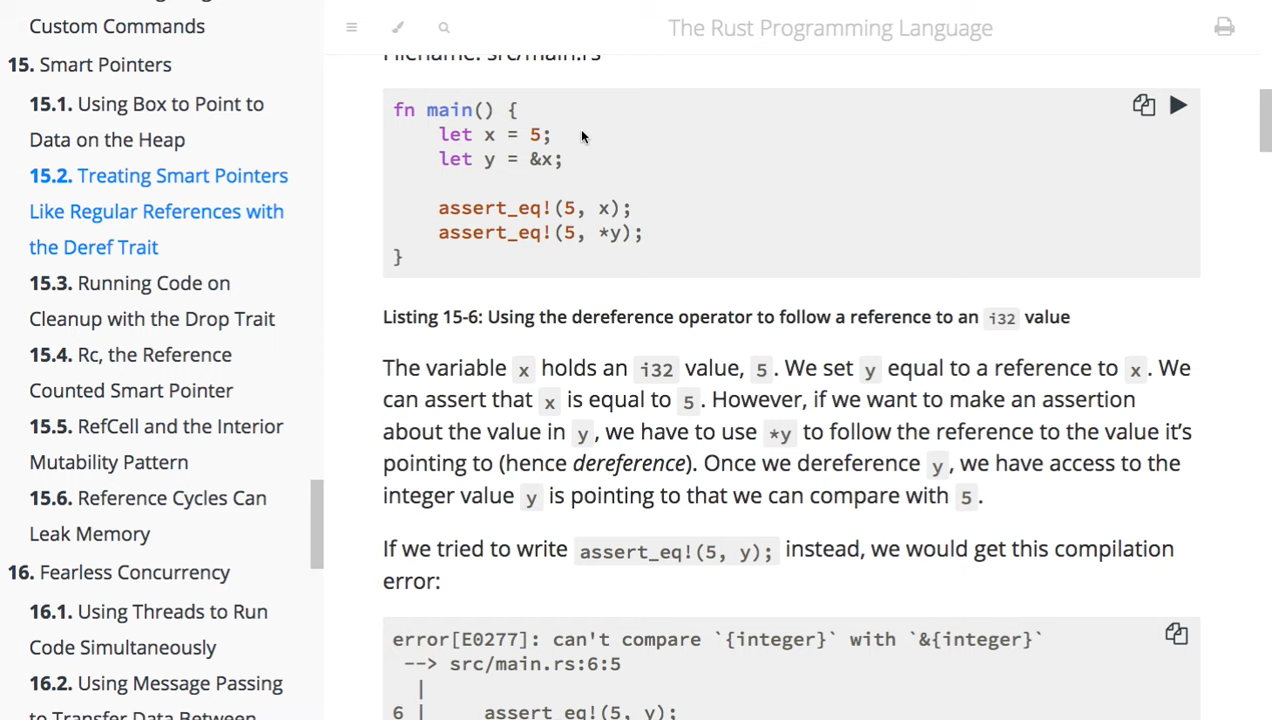 Custom Commands
15. Smart Pointers
15.1. Using Box to Point to
Data on the Heap
15.2. Treating Smart Pointers
Like Regular References with
the Deref Trait
15.3. Running Code on
Cleanup with the Drop Trait
15.4. Rc, the Reference
Counted Smart Pointer
15.5. RefCell and the Interior
Mutability Pattern
15.6. Reference Cycles Can
Leak Memory
16. Fearless Concurrency
16.1. Using Threads to Run
Code Simultaneously
16.2. Using Message Passing
to Transfer Data Between
The Rust Programming Language
Filename: src/main.rs
fn main() {
    let x = 5;
    let y = &x;
    assert_eq!(5, x);
    assert_eq!(5, *y);
}
Listing 15-6: Using the dereference operator to follow a reference to an i32 value
The variable x holds an i32 value, 5. We set y equal to a reference to x. We
can assert that x is equal to 5. However, if we want to make an assertion
about the value in y, we have to use *y to follow the reference to the value it's
pointing to (hence dereference). Once we dereference y, we have access to the
integer value y is pointing to that we can compare with 5.
If we tried to write assert_eq!(5, y); instead, we would get this compilation
error:
error[E0277]: can't compare `{integer}` with `&{integer}`
 --> src/main.rs:6:5
  |
6 |     assert_eq!(5, y);